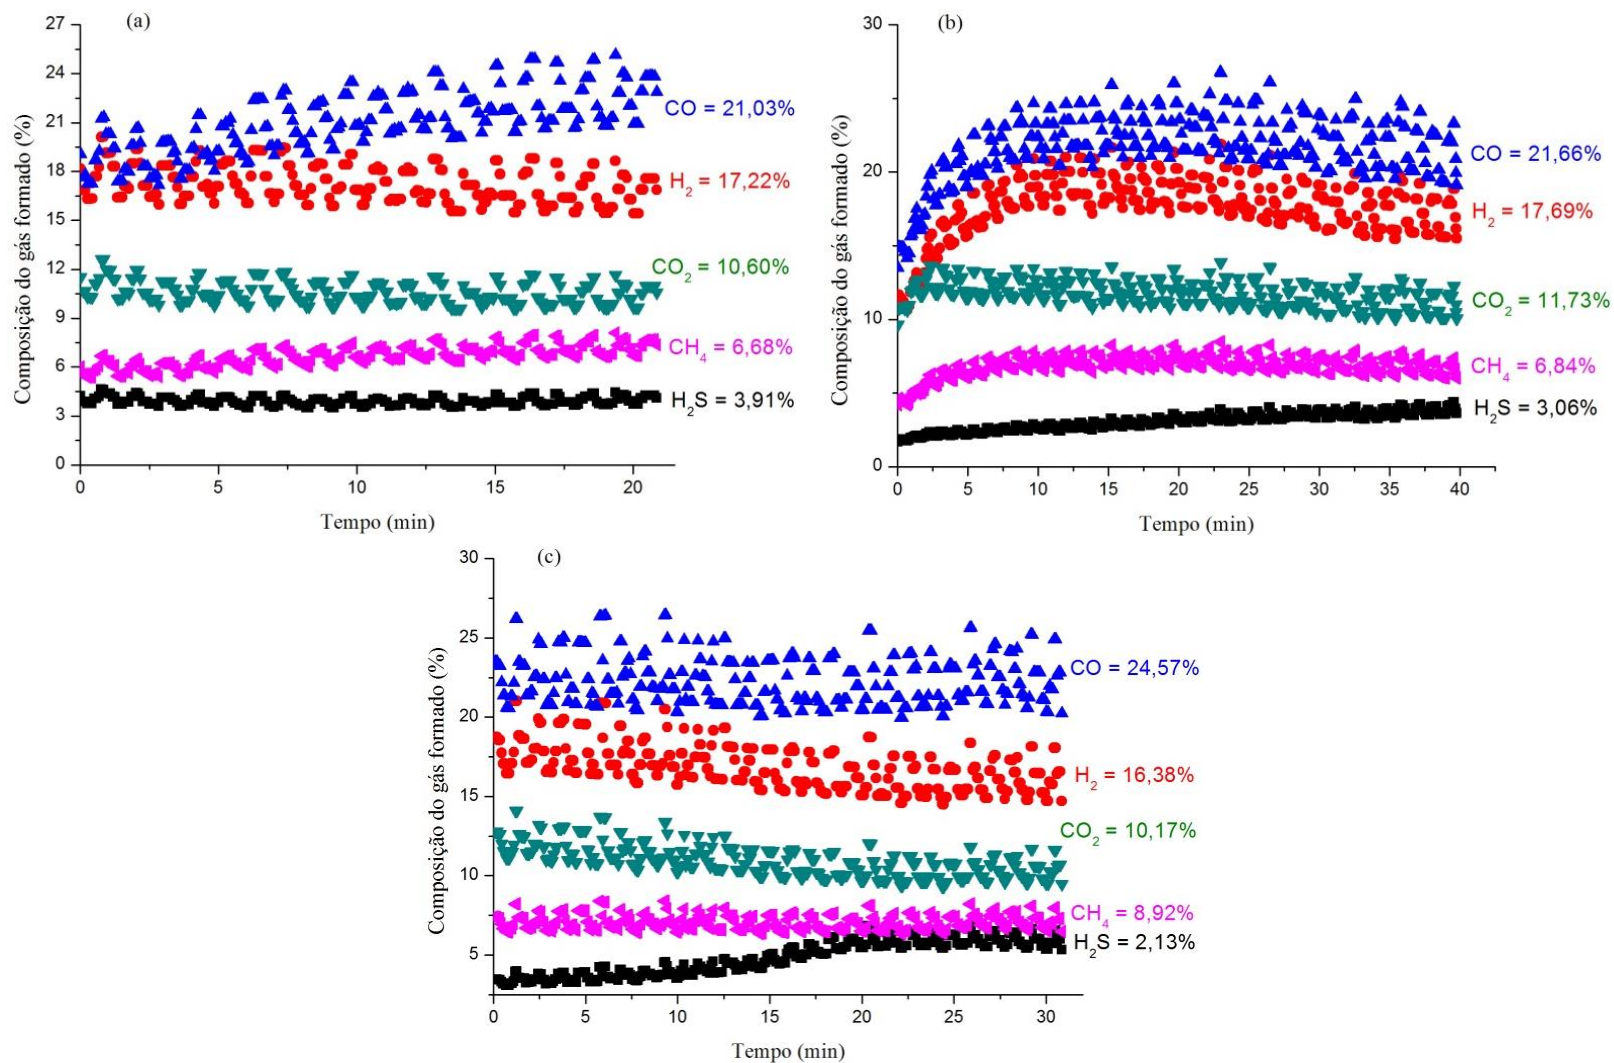 (a)
27
24
21
18
15
12
9
6
3
0
Composição do gás formado (%)
CO = 21,03%
H2 = 17,22%
CO2 = 10,60%
CH4 = 6,68%
H2S = 3,91%
0 5 10 15 20
Tempo (min)
(b)
30
20
10
0
Composição do gás formado (%)
CO = 21,66%
H2 = 17,69%
CO2 = 11,73%
CH4 = 6,84%
H2S = 3,06%
0 5 10 15 20 25 30 35 40
Tempo (min)
(c)
30
25
20
15
10
5
Composição do gás formado (%)
CO = 24,57%
H2 = 16,38%
CO2 = 10,17%
CH4 = 8,92%
H2S = 2,13%
0 5 10 15 20 25 30
Tempo (min)